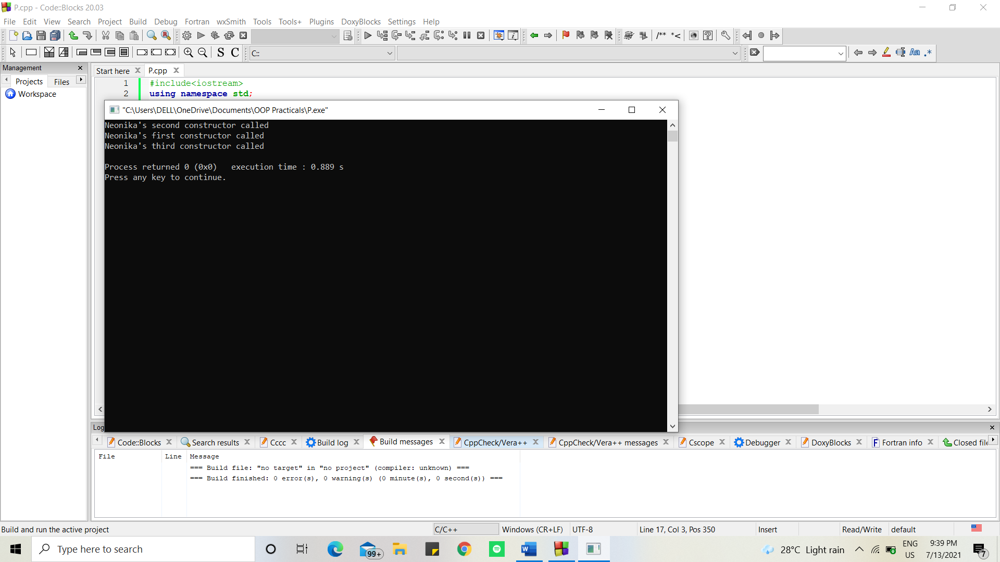 P.cpp - Code::Blocks 20.03
File Edit View Search Project Build Debug Fortran wxSmith Tools Tools+ Plugins DoxyBlocks Settings Help
/** *<
S C C:: Aa .*
Management
Projects Files
Workspace
Start here P.cpp
1 #include<iostream>
2 using namespace std;
"C:\Users\DELL\OneDrive\Documents\OOP Practicals\P.exe"
Neonika's second constructor called
Neonika's first constructor called
Neonika's third constructor called
Process returned 0 (0x0) execution time : 0.889 s
Press any key to continue.
Log
Code::Blocks Search results Cccc Build log Build messages CppCheck/Vera++ CppCheck/Vera++ messages Cscope Debugger DoxyBlocks Fortran info Closed file
File Line Message
=== Build file: "no target" in "no project" (compiler: unknown) ===
=== Build finished: 0 error(s), 0 warning(s) (0 minute(s), 0 second(s)) ===
Build and run the active project C/C++ Windows (CR+LF) UTF-8 Line 17, Col 3, Pos 350 Insert Read/Write default
Type here to search 99+ 28°C Light rain ENG US 9:39 PM 7/13/2021 7